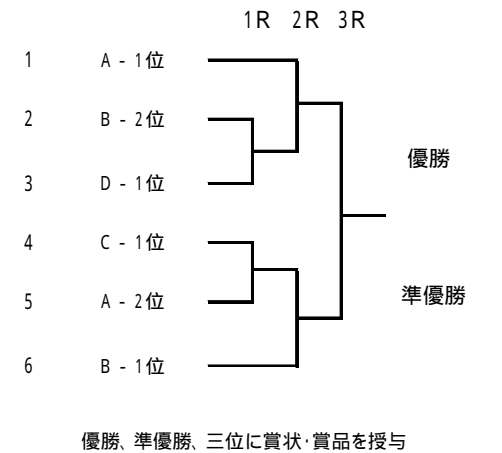 1R 2R 3R
1 A - 1位
2 B - 2位
3 D - 1位
優勝
4 C - 1位
準優勝
5 A - 2位
6 B - 1位
優勝、準優勝、三位に賞状・賞品を授与